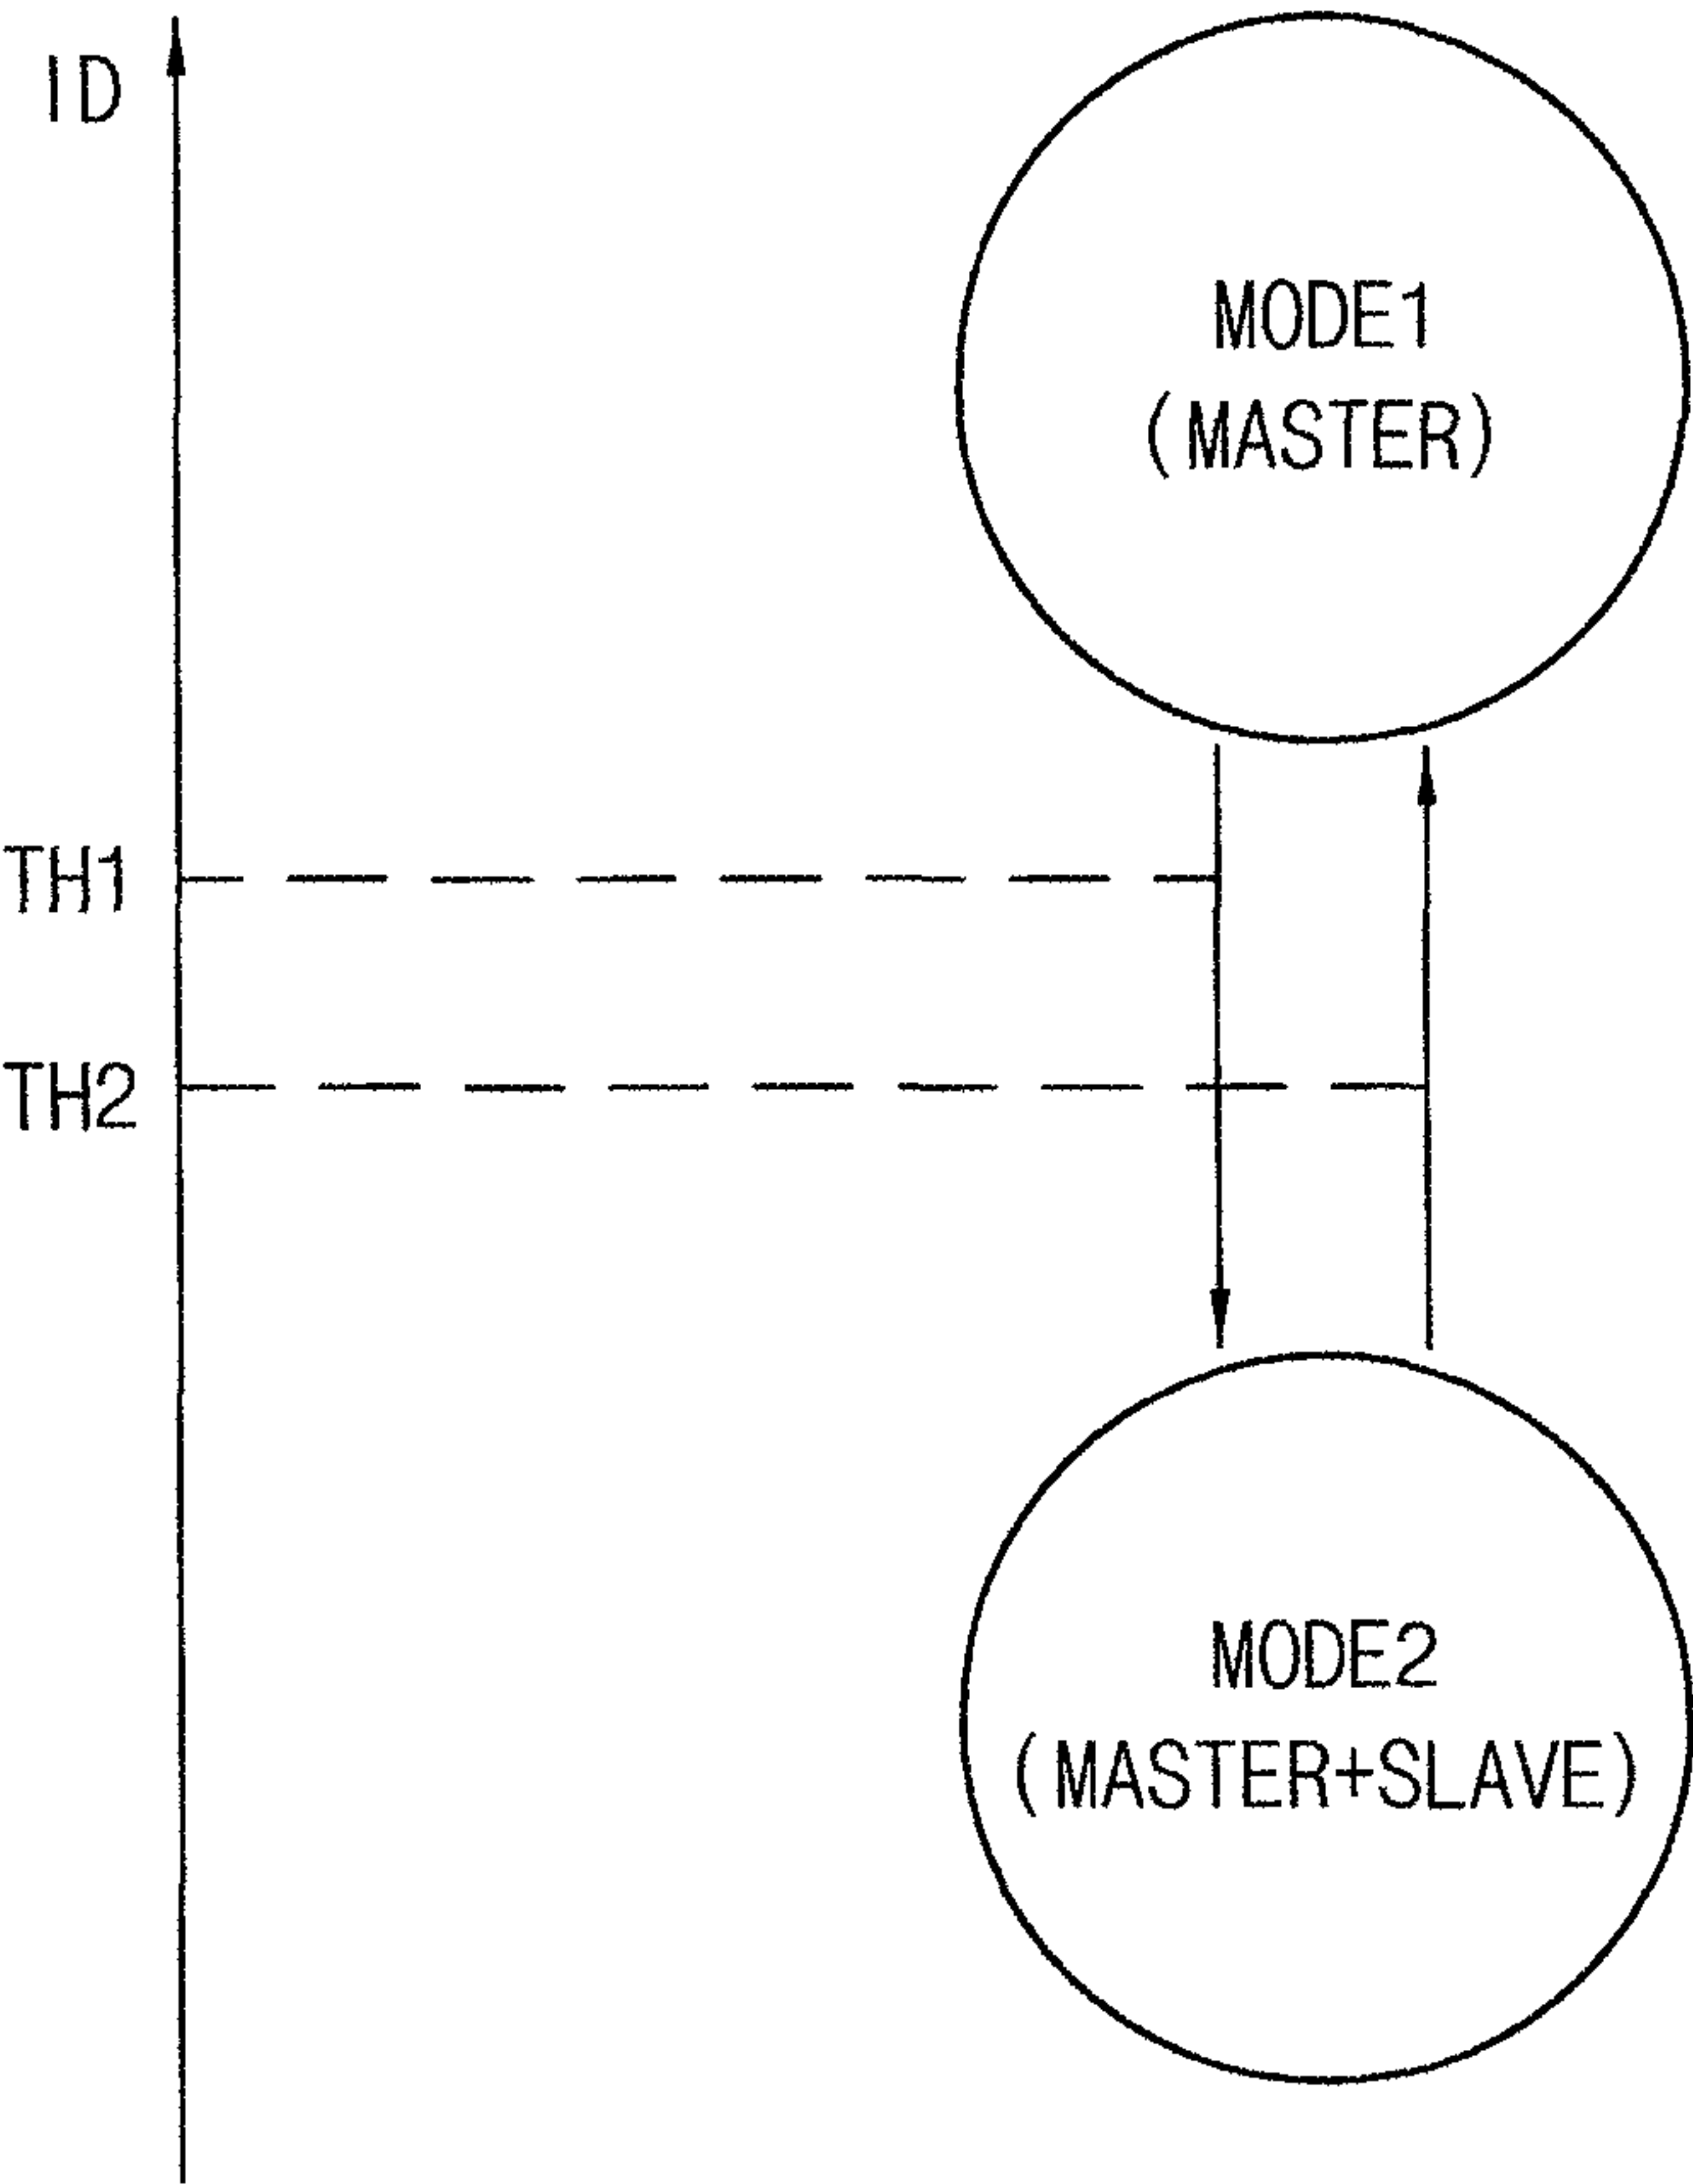 ID
MODE1
(MASTER)
TH1
TH2
MODE2
(MASTER+SLAVE)